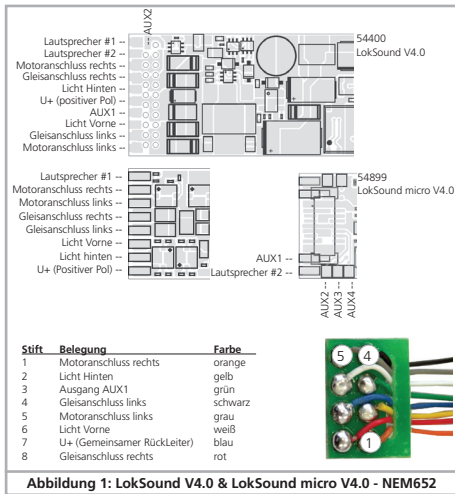 AUX2
Lautsprecher #1 --
Lautsprecher #2 --
Motoranschluss rechts --
Gleisanschluss rechts --
Licht Hinten --
U+ (positiver Pol) --
AUX1 --
Licht Vorne --
Gleisanschluss links --
Motoranschluss links --
54400
LokSound V4.0
Lautsprecher #1 --
Motoranschluss rechts --
Motoranschluss links --
Gleisanschluss rechts --
Gleisanschluss links --
Licht Vorne --
Licht hinten --
U+ (Positiver Pol) --
54899
LokSound micro V4.0
AUX1 --
Lautsprecher #2 --
AUX2 --
AUX3 --
AUX4 --
Stift Belegung Farbe
1 Motoranschluss rechts orange
2 Licht Hinten gelb
3 Ausgang AUX1 grün
4 Gleisanschluss links schwarz
5 Motoranschluss links grau
6 Licht Vorne weiß
7 U+ (Gemeinsamer RückLeiter) blau
8 Gleisanschluss rechts rot
5 4
1
Abbildung 1: LokSound V4.0 & LokSound micro V4.0 - NEM652